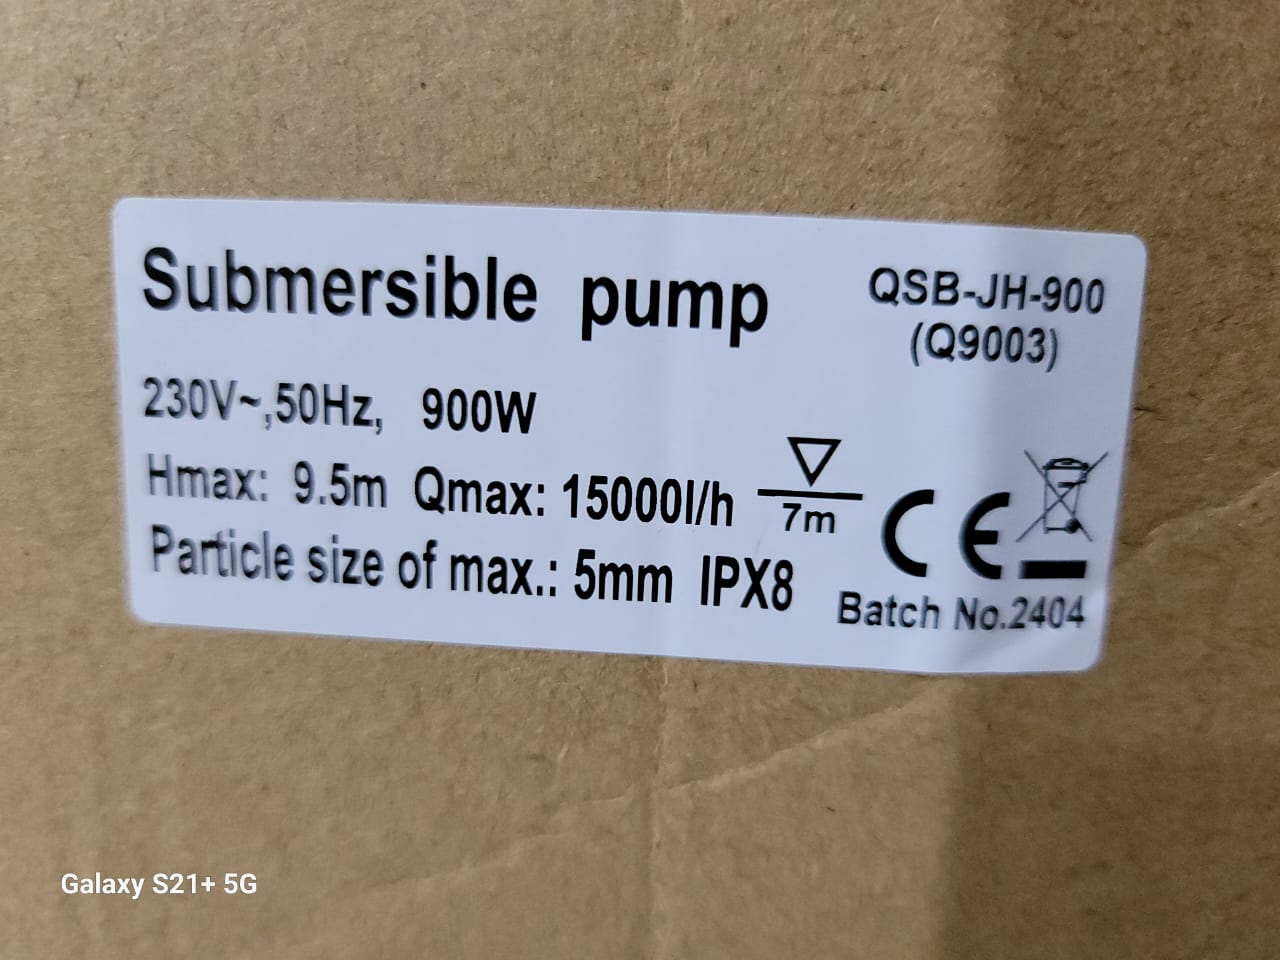 Submersible pump
QSB-JH-900
(Q9003)
230V~,50Hz, 900W
Hmax: 9.5m Qmax: 15000l/h
7m
CE
Particle size of max.: 5mm IPX8
Batch No.2404
Galaxy S21+ 5G